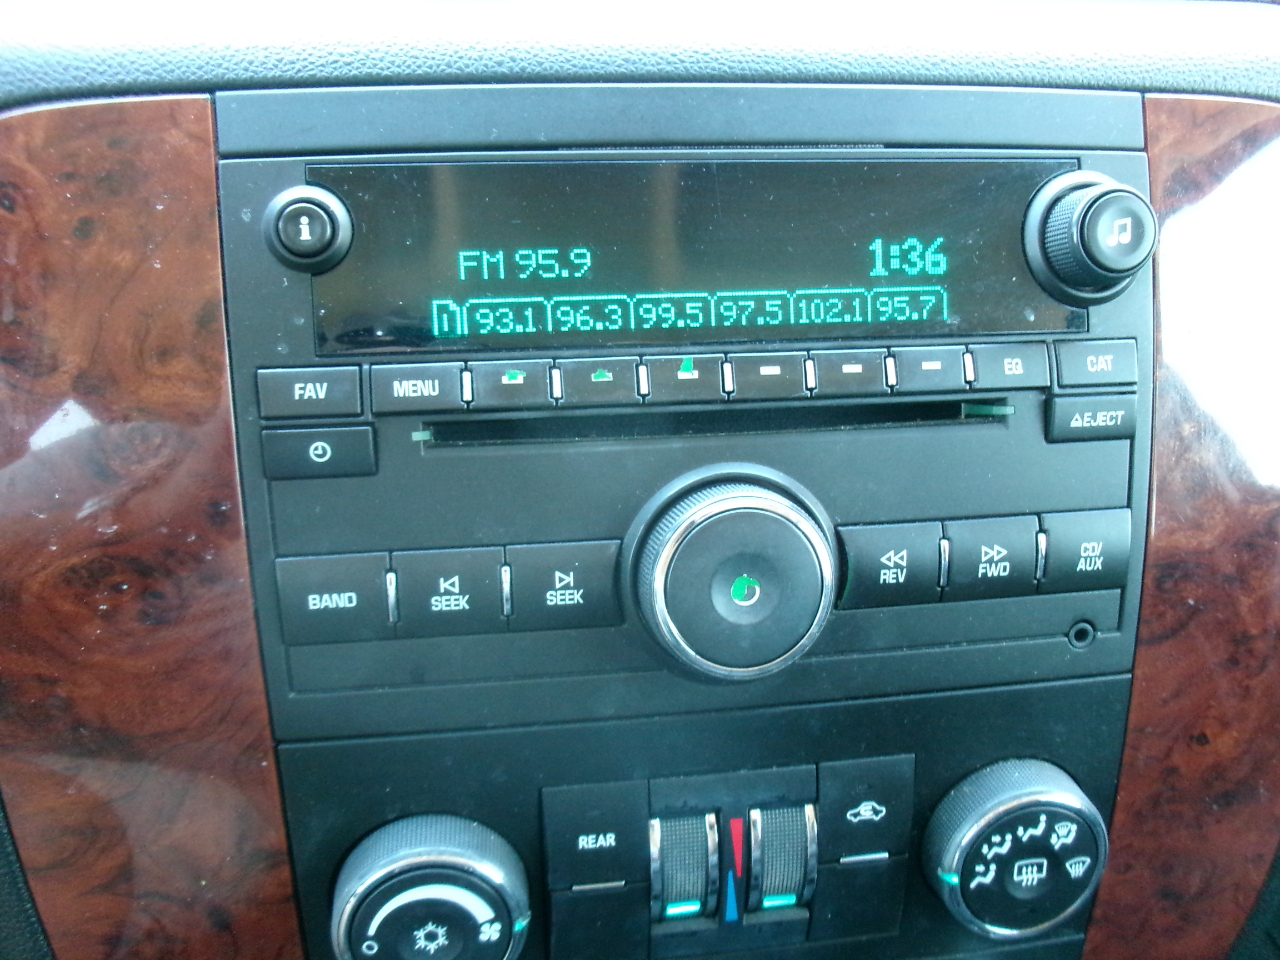 FM 95.9 1:36
93.1 96.3 99.5 97.5 102.1 95.7
FAV MENU EQ CAT
EJECT
BAND SEEK SEEK REV FWD CD/
AUX
REAR